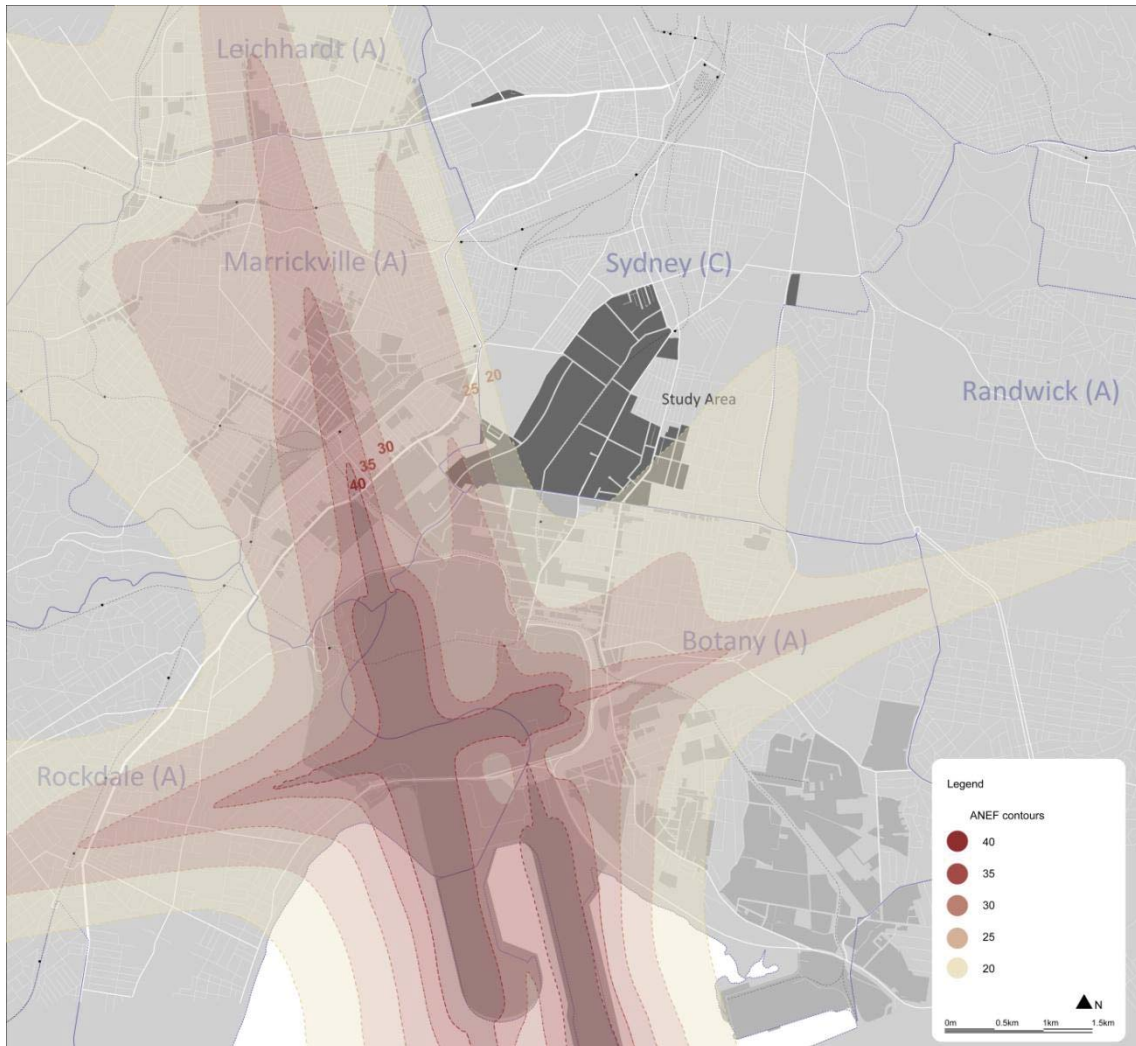 Leichhardt (A)
Marrickville (A)
Sydney (C)
25 20
Study Area
Randwick (A)
30
35
40
Botany (A)
Rockdale (A)
Legend
ANEF contours
40
35
30
25
20
N
0m 0.5km 1km 1.5km